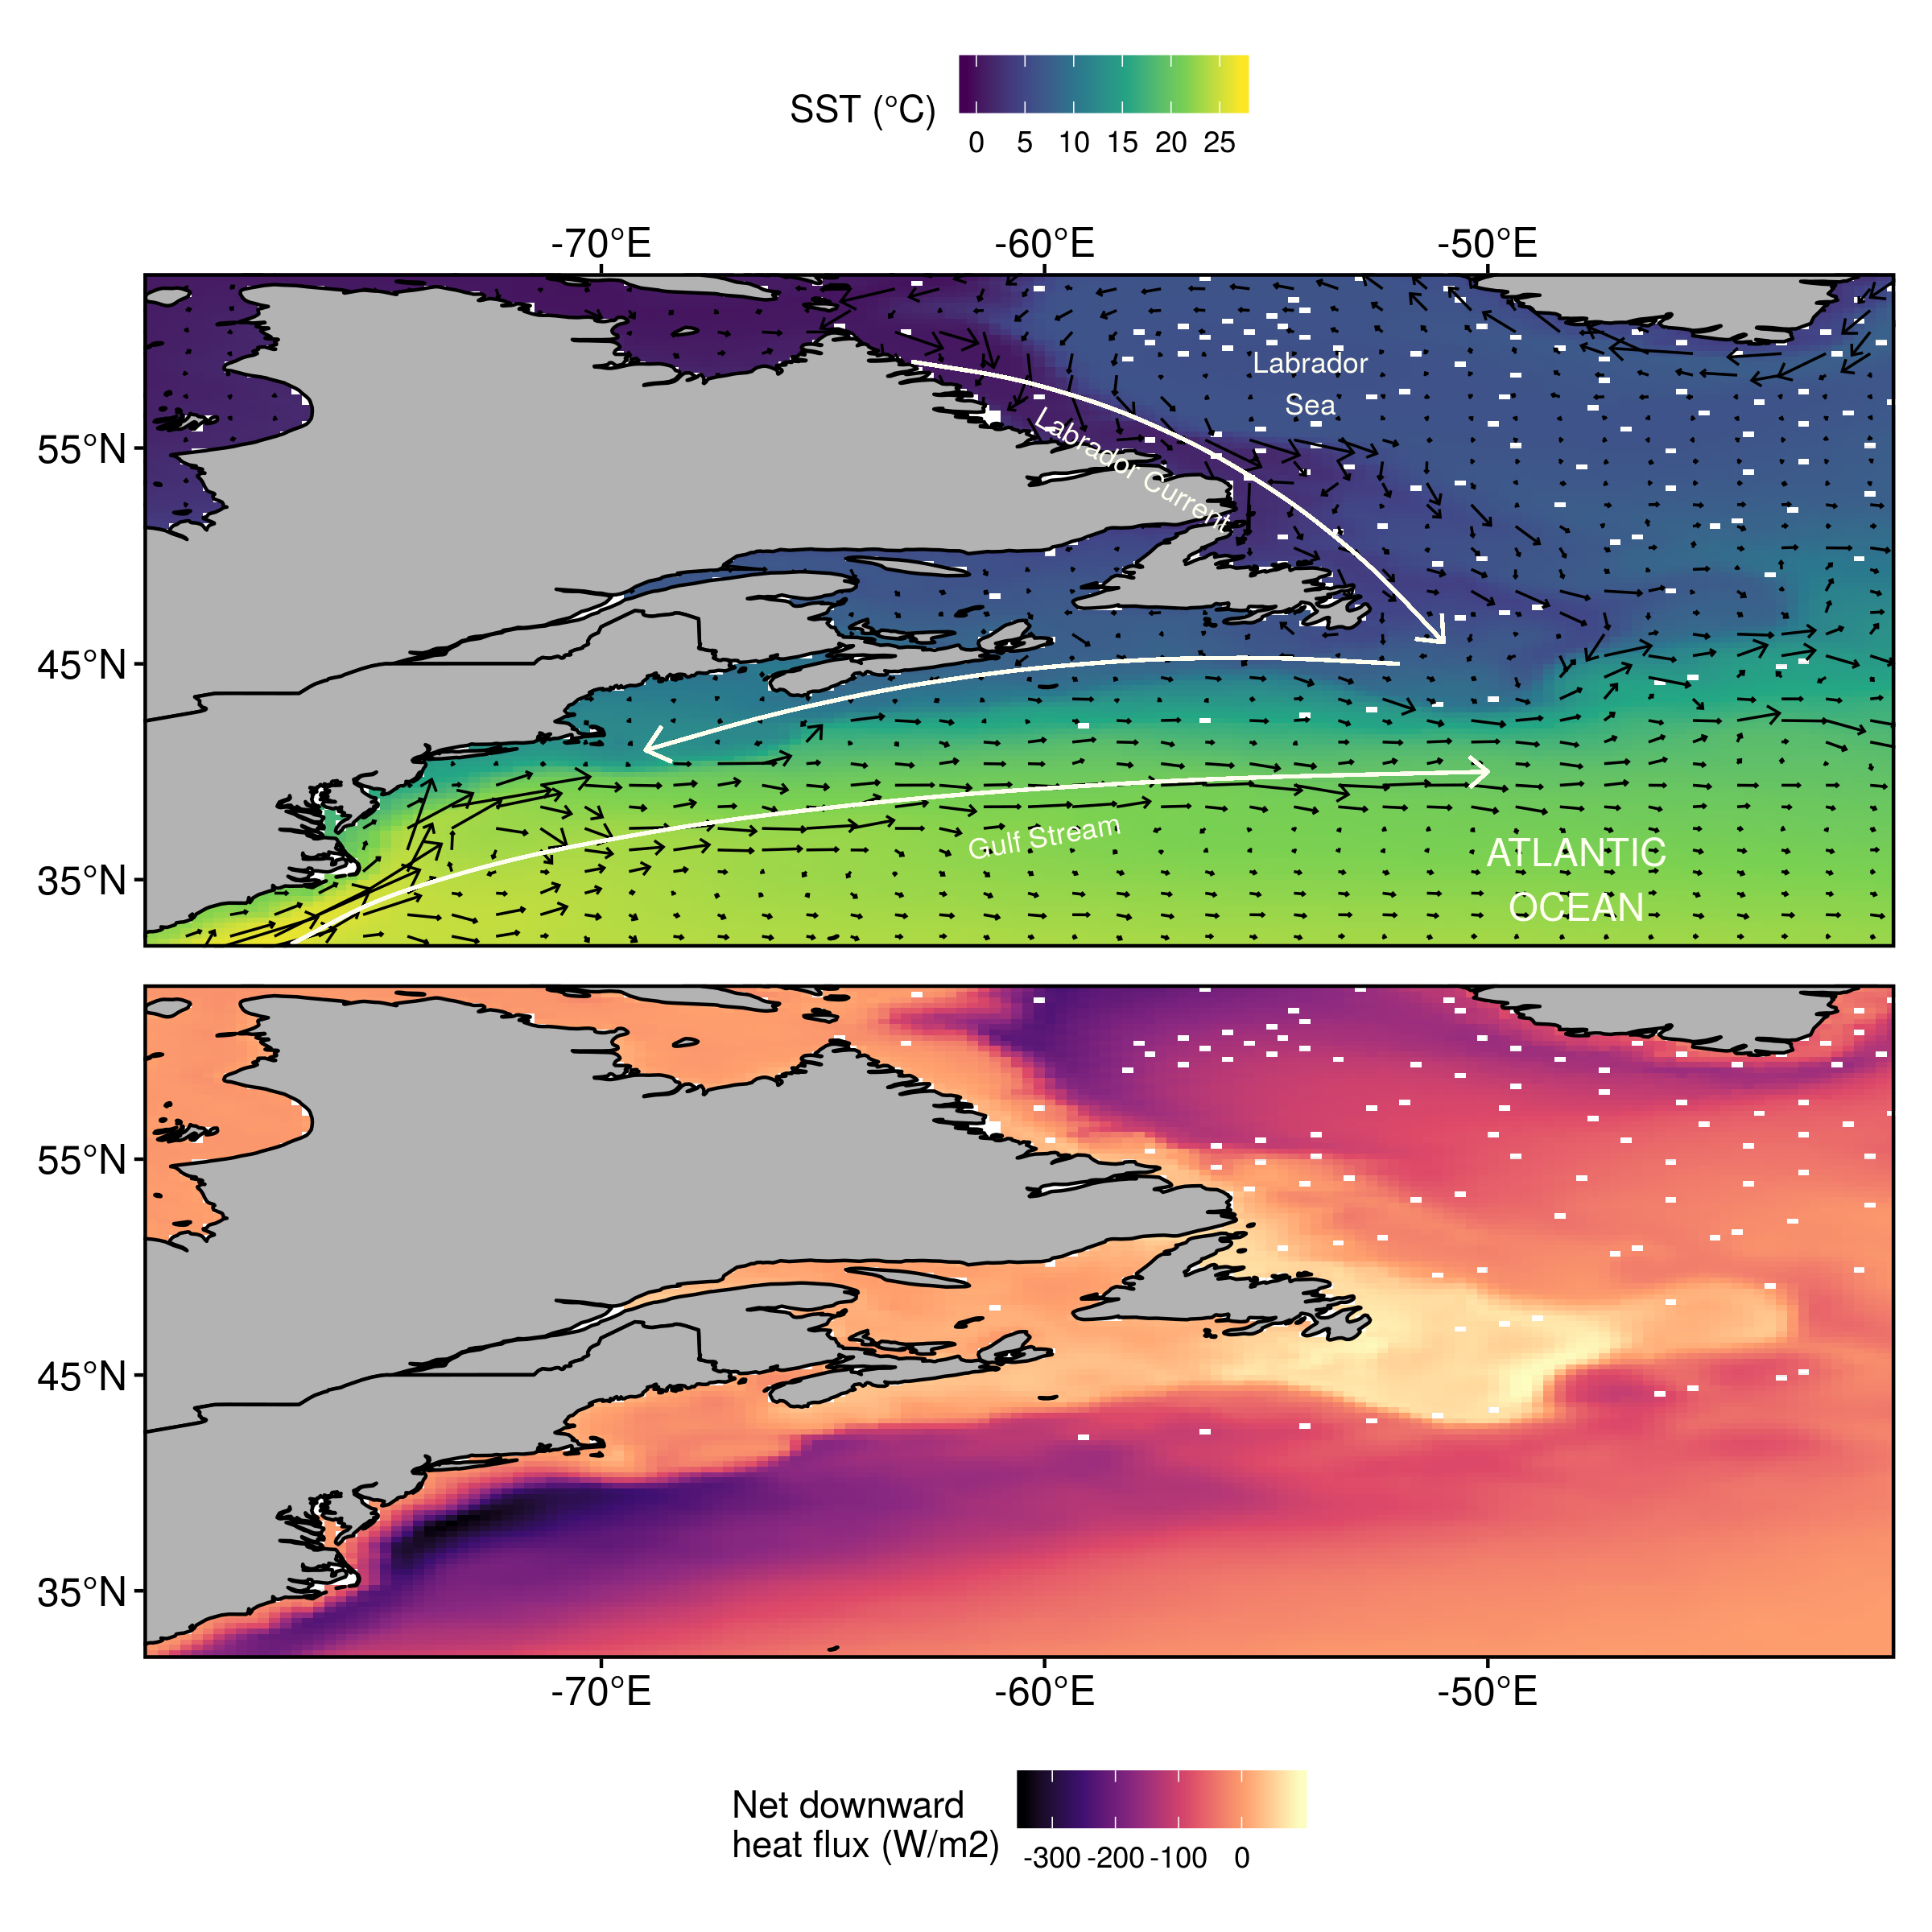 SST (°C)
0 5 10 15 20 25
-70°E -60°E -50°E
55°N
45°N
35°N
Labrador
Sea
Labrador Current
Gulf Stream
ATLANTIC
OCEAN
55°N
45°N
35°N
-70°E -60°E -50°E
Net downward
heat flux (W/m2)
-300 -200 -100 0